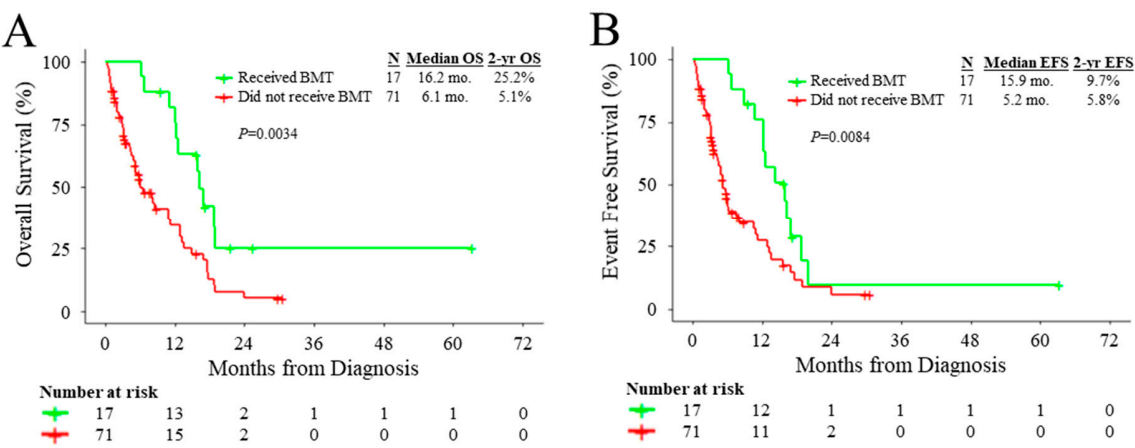 A
N Median OS 2-yr OS
Received BMT 17 16.2 mo. 25.2%
Did not receive BMT 71 6.1 mo. 5.1%
P=0.0034
Overall Survival (%)
100
75
50
25
0
0 12 24 36 48 60 72
Months from Diagnosis
Number at risk
17 13 2 1 1 1 0
71 15 2 0 0 0 0
B
N Median EFS 2-yr EFS
Received BMT 17 15.9 mo. 9.7%
Did not receive BMT 71 5.2 mo. 5.8%
P=0.0084
Event Free Survival (%)
100
75
50
25
0
0 12 24 36 48 60 72
Months from Diagnosis
Number at risk
17 12 1 1 1 1 0
71 11 2 0 0 0 0